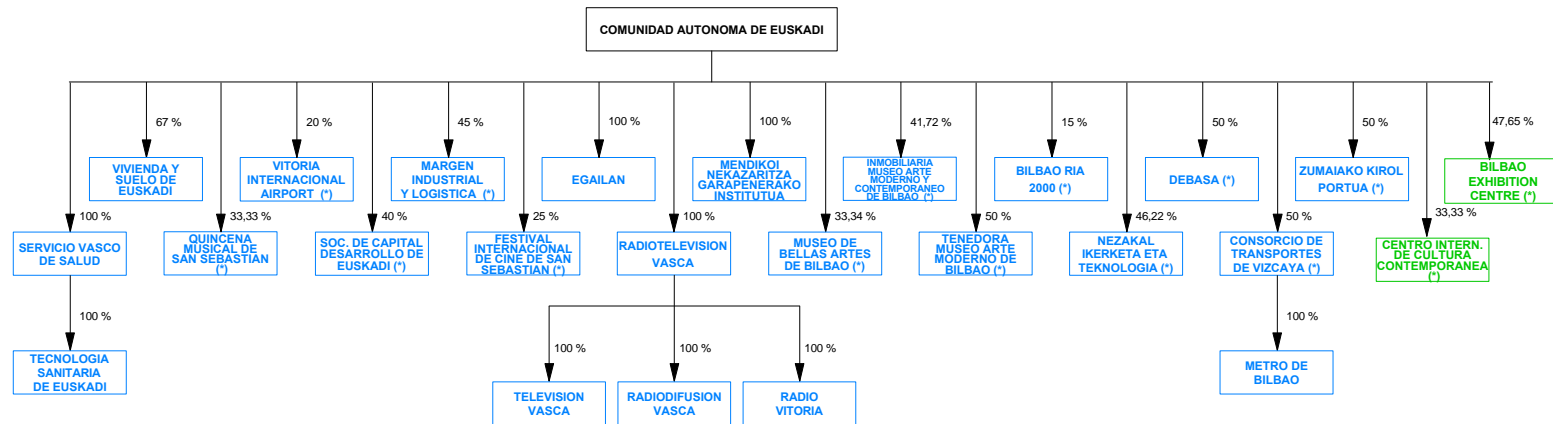 COMUNIDAD AUTONOMA DE EUSKADI
67 %
20 %
45 %
100 %
100 %
41,72 %
15 %
50 %
50 %
47,65 %
VIVIENDA Y
SUELO DE
EUSKADI
VITORIA
INTERNACIONAL
AIRPORT (*)
MARGEN
INDUSTRIAL
Y LOGISTICA (*)
EGAILAN
MENDIKOI
NEKAZARITZA
GARAPENERAKO
INSTITUTUA
INMOBILIARIA
MUSEO ARTE
MODERNO Y
CONTEMPORANEO
DE BILBAO (*)
BILBAO RIA
2000 (*)
DEBASA (*)
ZUMAIAKO KIROL
PORTUA (*)
BILBAO
EXHIBITION
CENTRE (*)
100 %
33,33 %
40 %
25 %
100 %
33,34 %
50 %
46,22 %
50 %
33,33 %
SERVICIO VASCO
DE SALUD
QUINCENA
MUSICAL DE
SAN SEBASTIAN
(*)
SOC. DE CAPITAL
DESARROLLO DE
EUSKADI (*)
FESTIVAL
INTERNACIONAL
DE CINE DE SAN
SEBASTIAN (*)
RADIOTELEVISION
VASCA
MUSEO DE
BELLAS ARTES
DE BILBAO (*)
TENEDORA
MUSEO ARTE
MODERNO DE
BILBAO (*)
NEZAKAL
IKERKETA ETA
TEKNOLOGIA (*)
CONSORCIO DE
TRANSPORTES
DE VIZCAYA (*)
CENTRO INTERN.
DE CULTURA
CONTEMPORANEA
(*)
100 %
100 %
TECNOLOGIA
SANITARIA
DE EUSKADI
100 %
100 %
100 %
METRO DE
BILBAO
TELEVISION
VASCA
RADIODIFUSION
VASCA
RADIO
VITORIA